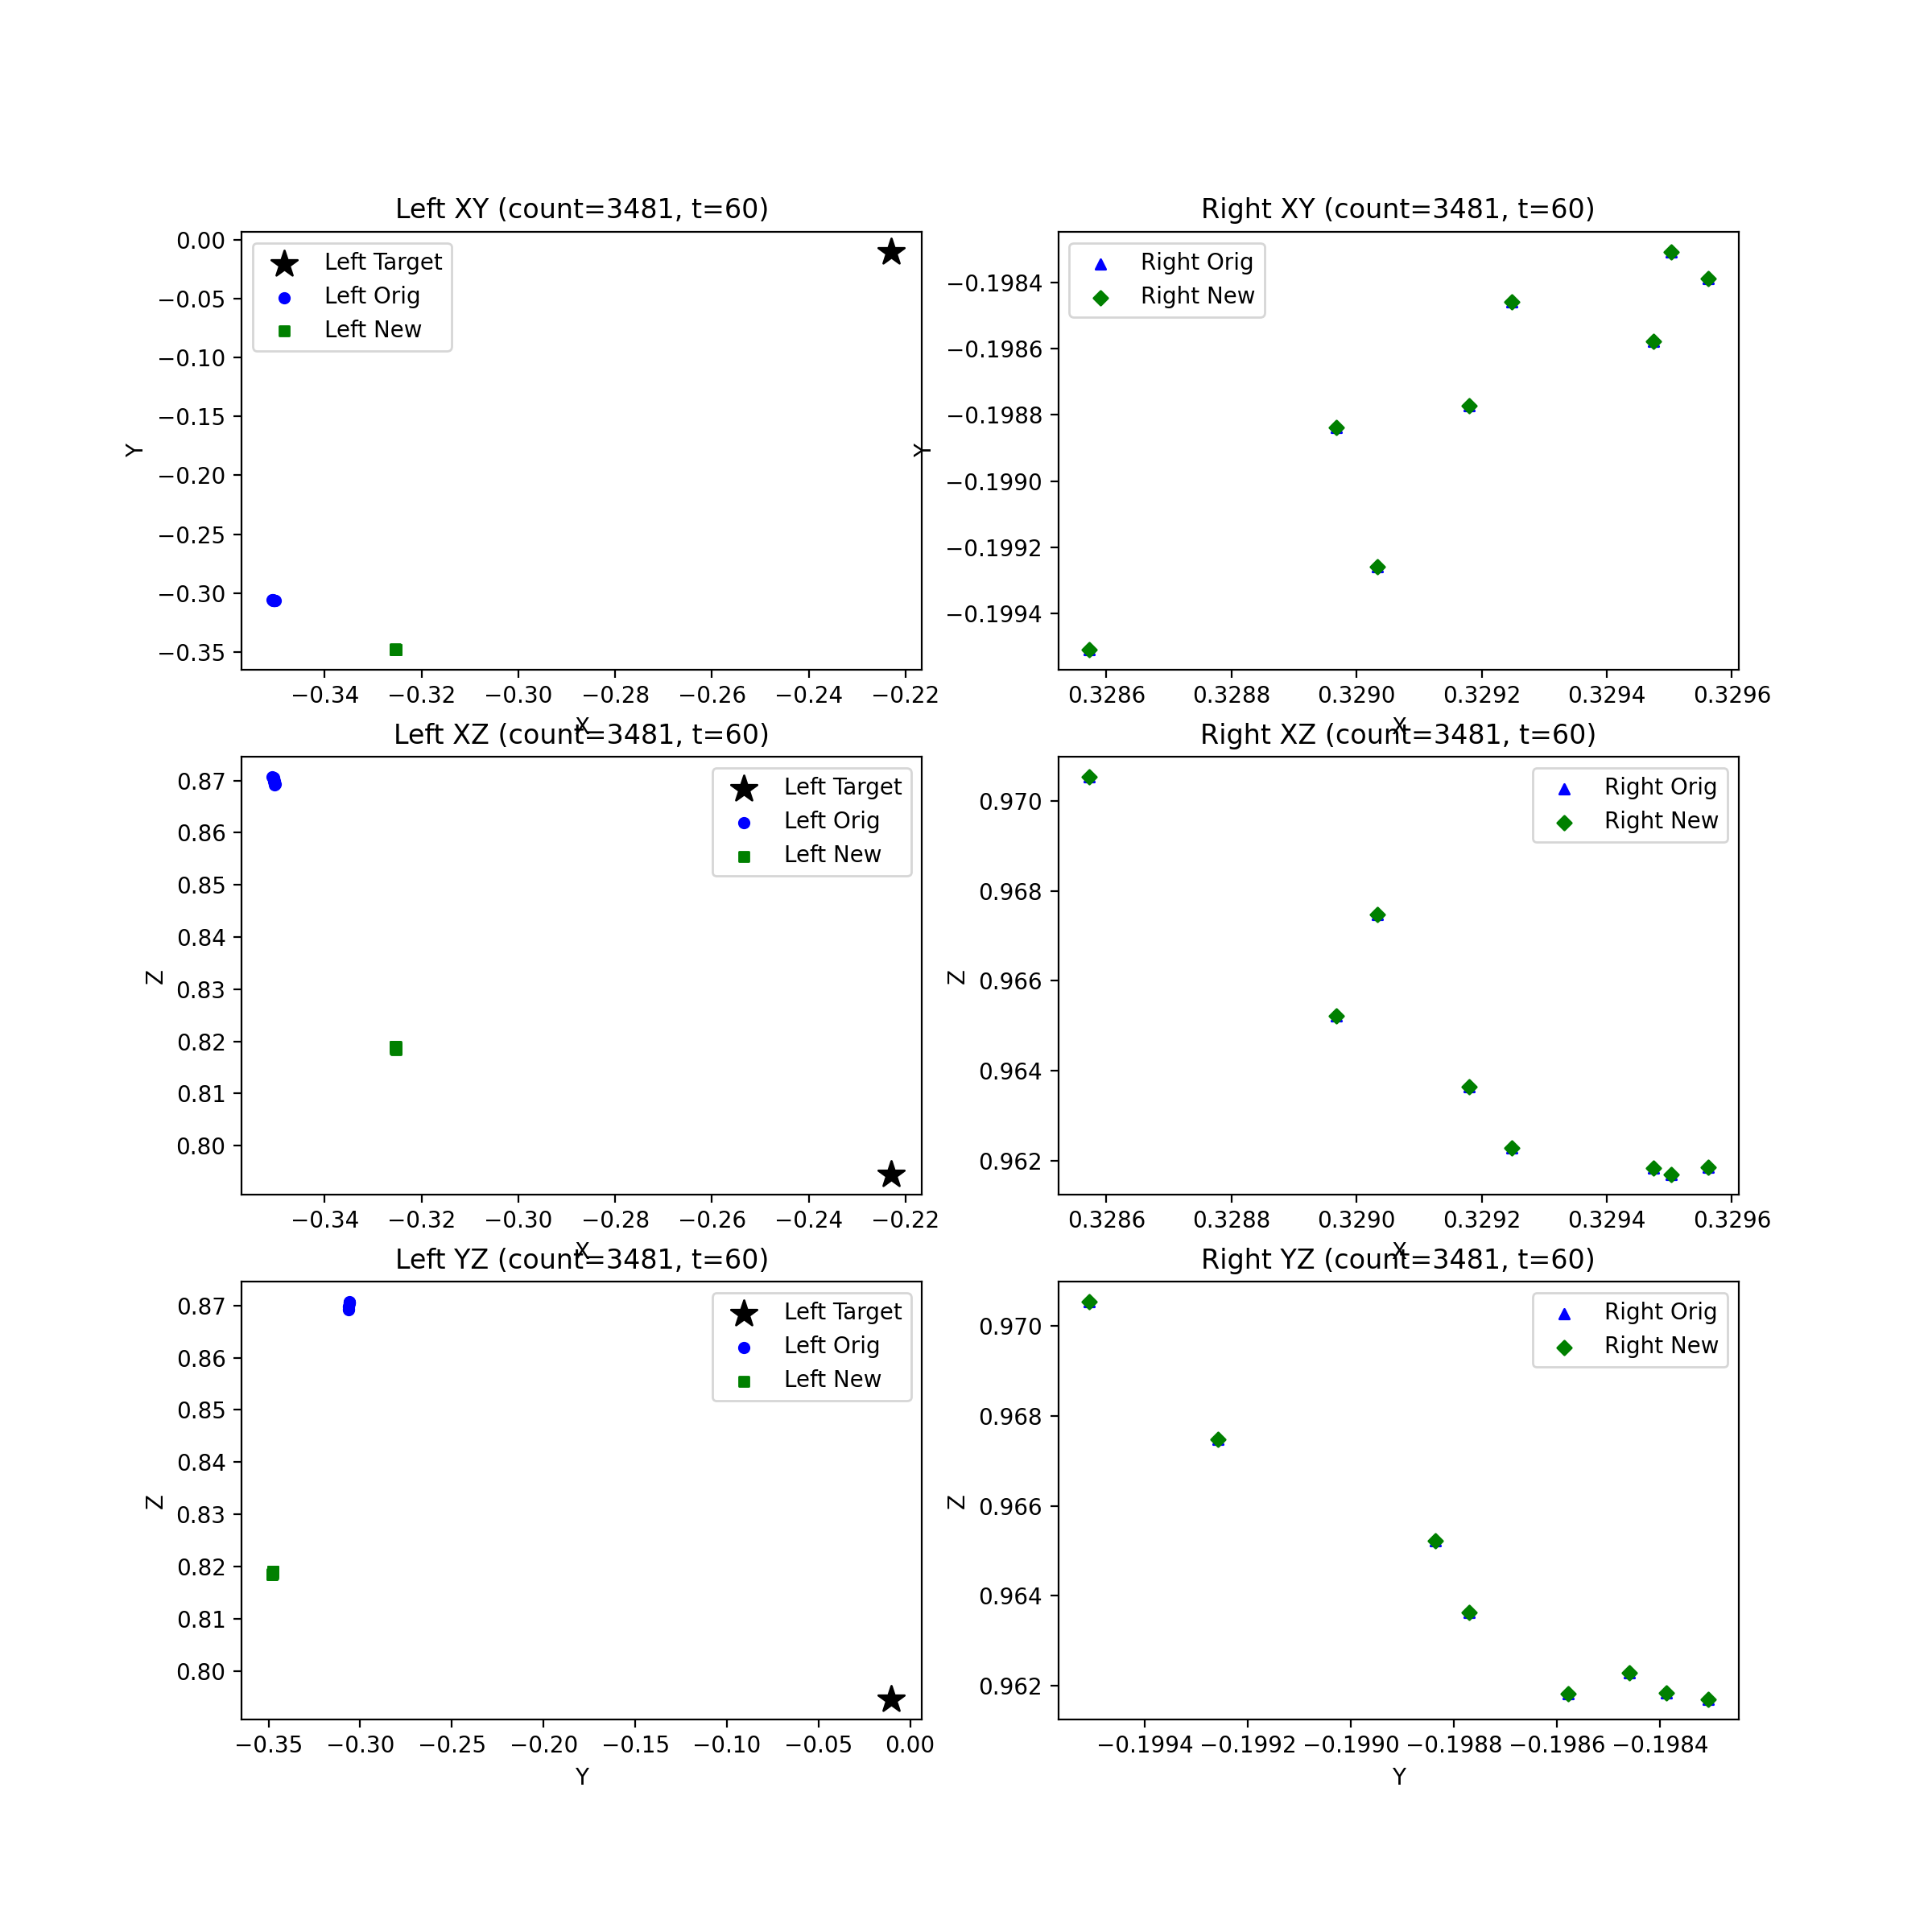 Left XY (count=3481, t=60)
Left Target
Left Orig
Left New
0.00
−0.05
−0.10
−0.15
−0.20
−0.25
−0.30
−0.35
Y
−0.34 −0.32 −0.30 −0.28 −0.26 −0.24 −0.22
X
Right XY (count=3481, t=60)
Right Orig
Right New
−0.1984
−0.1986
−0.1988
−0.1990
−0.1992
−0.1994
Y
0.3286 0.3288 0.3290 0.3292 0.3294 0.3296
X
Left XZ (count=3481, t=60)
Left Target
Left Orig
Left New
0.87
0.86
0.85
0.84
0.83
0.82
0.81
0.80
Z
−0.34 −0.32 −0.30 −0.28 −0.26 −0.24 −0.22
X
Right XZ (count=3481, t=60)
Right Orig
Right New
0.970
0.968
0.966
0.964
0.962
Z
0.3286 0.3288 0.3290 0.3292 0.3294 0.3296
X
Left YZ (count=3481, t=60)
Left Target
Left Orig
Left New
0.87
0.86
0.85
0.84
0.83
0.82
0.81
0.80
Z
−0.35 −0.30 −0.25 −0.20 −0.15 −0.10 −0.05 0.00
Y
Right YZ (count=3481, t=60)
Right Orig
Right New
0.970
0.968
0.966
0.964
0.962
Z
−0.1994 −0.1992 −0.1990 −0.1988 −0.1986 −0.1984
Y